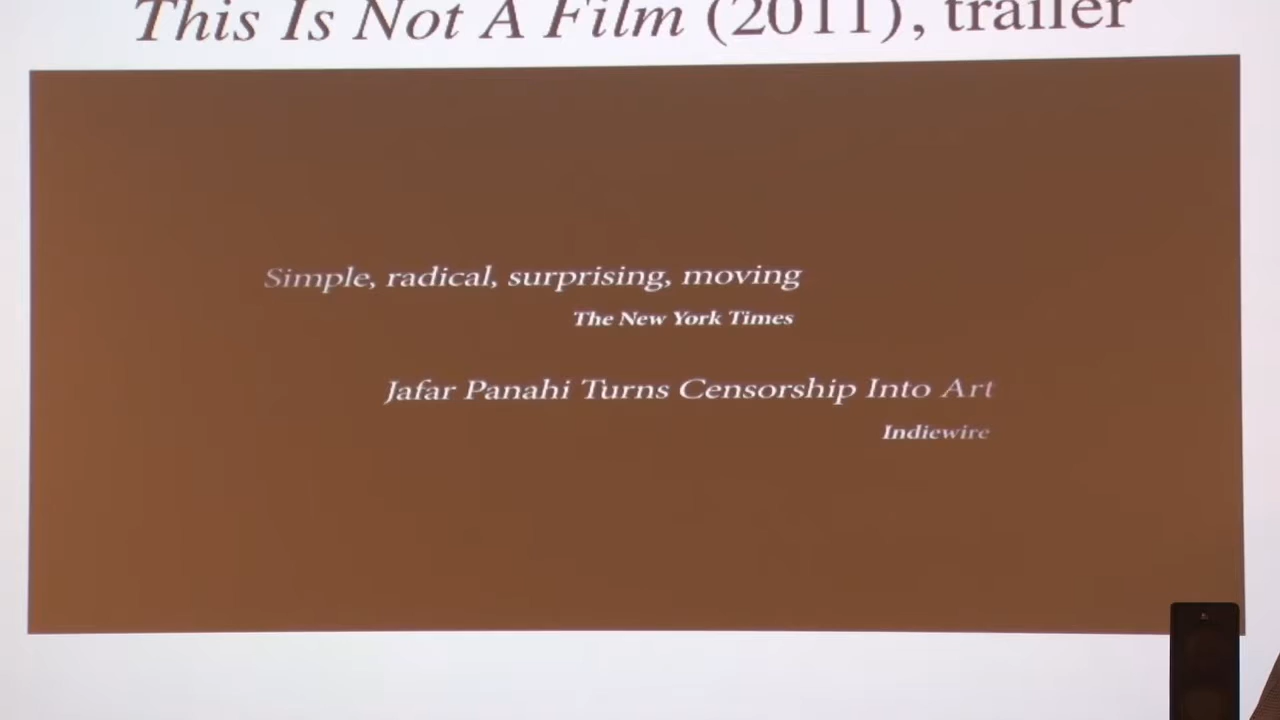 This Is Not A Film (2011), trailer
Simple, radical, surprising, moving
The New York Times
Jafar Panahi Turns Censorship Into Art
Indiewire